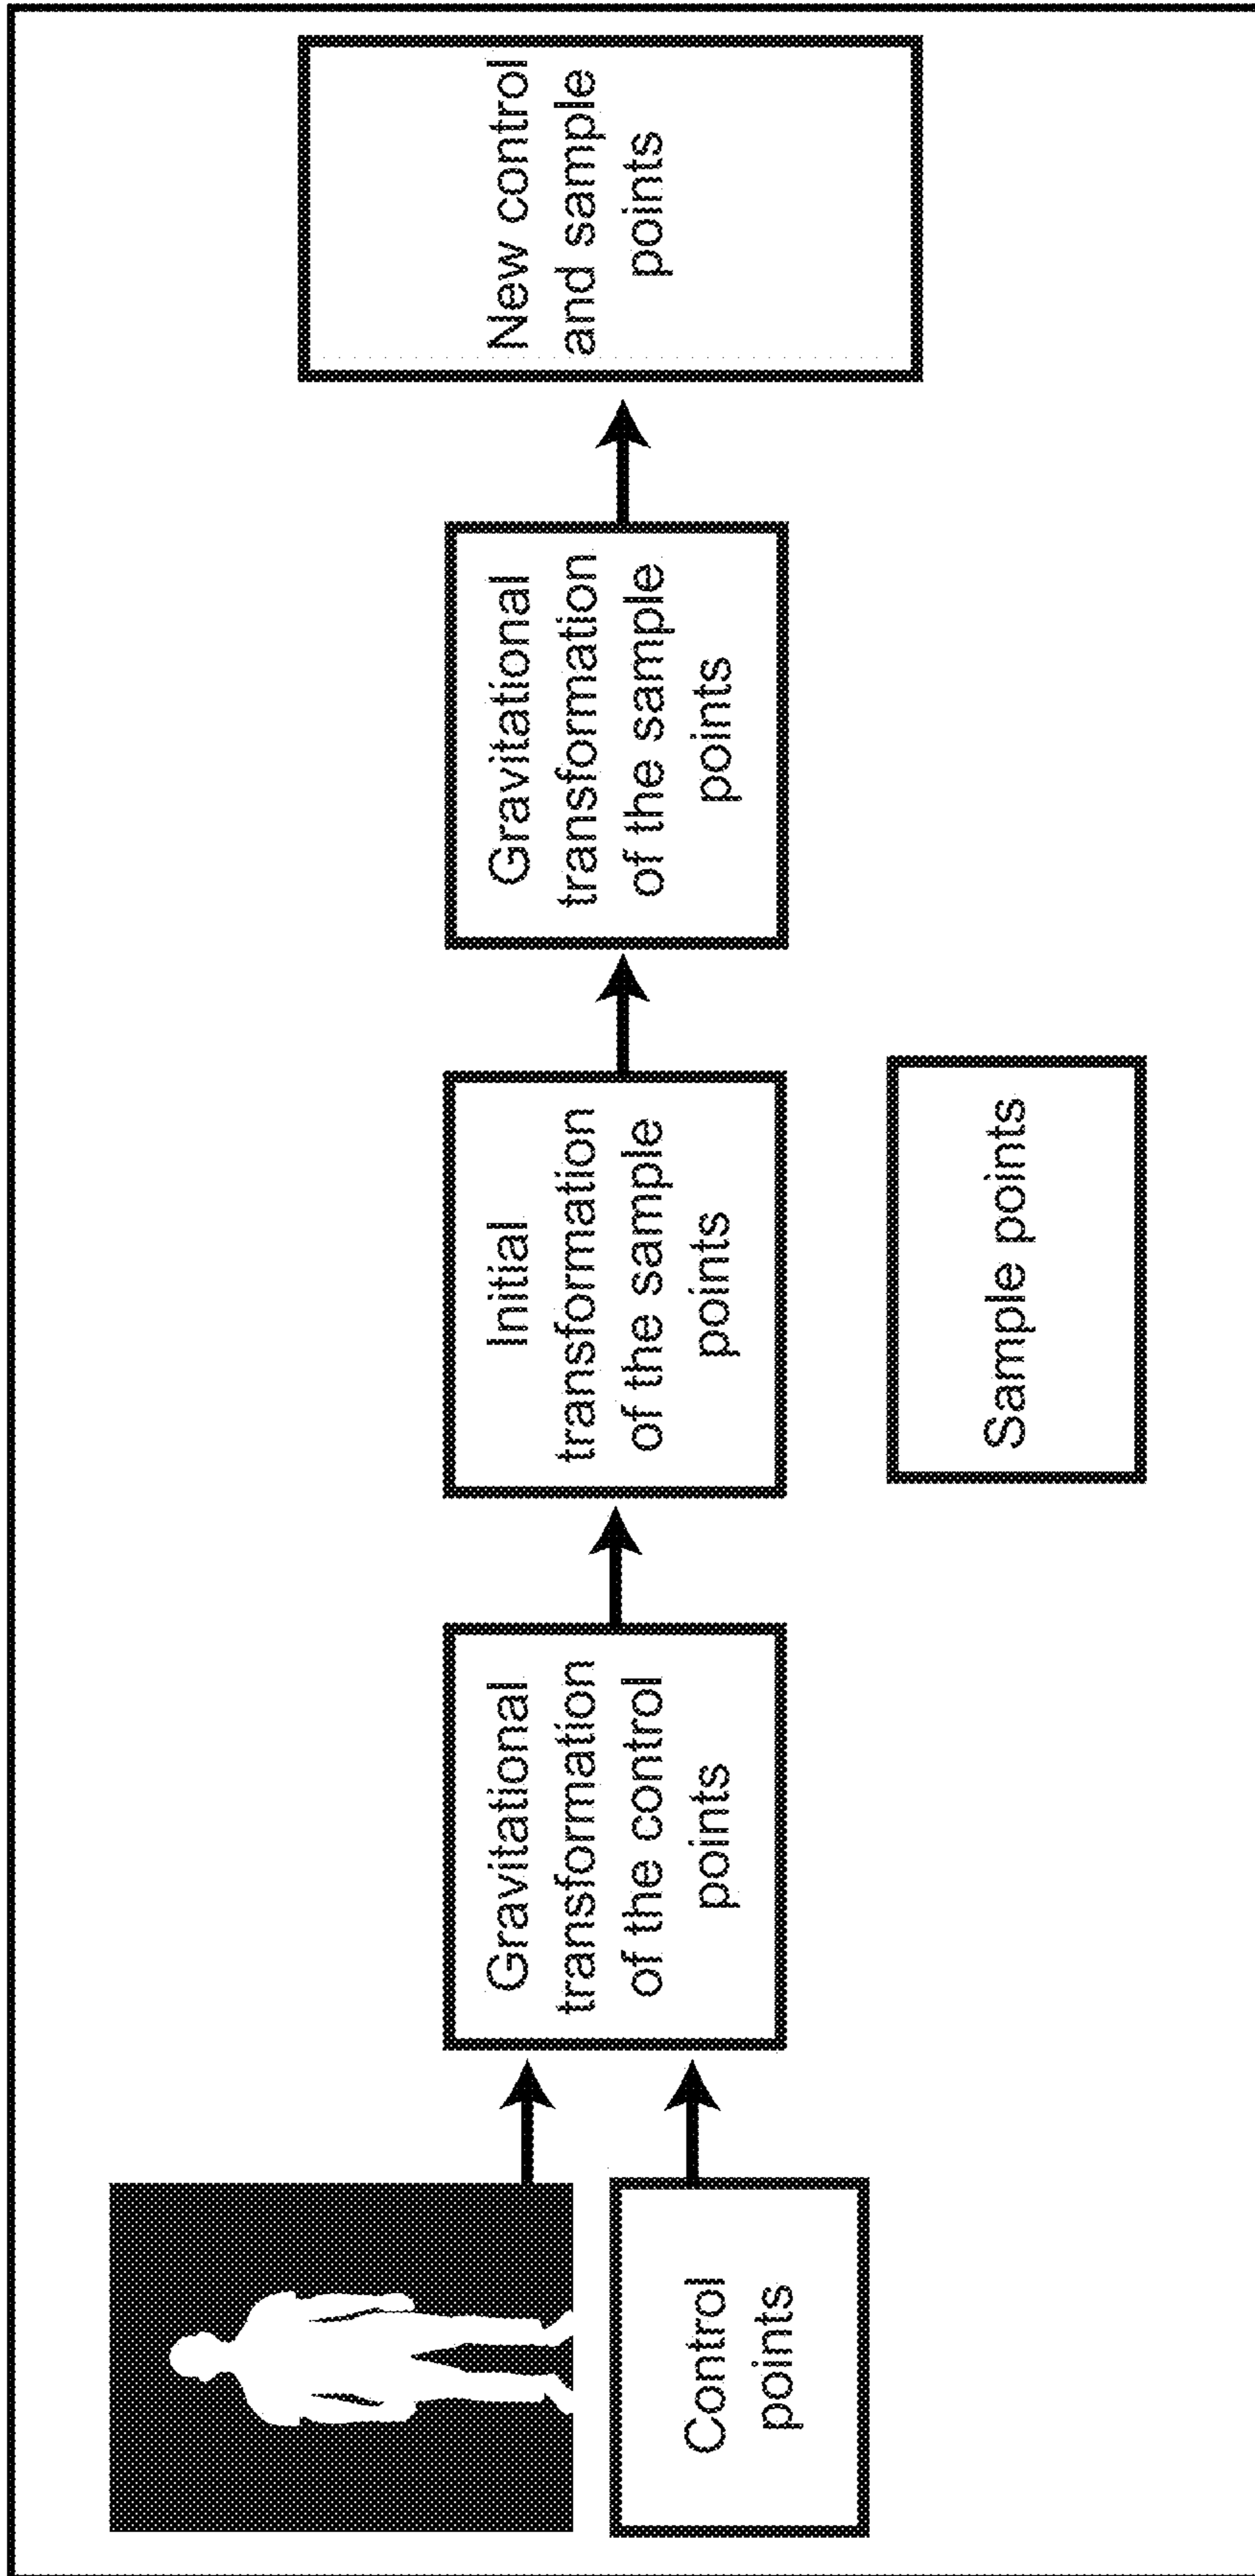 Control
points
Gravitational
transformation
of the control
points
Initial
transformation
of the sample
points
Sample points
Gravitational
transformation
of the sample
points
New control
and sample
points